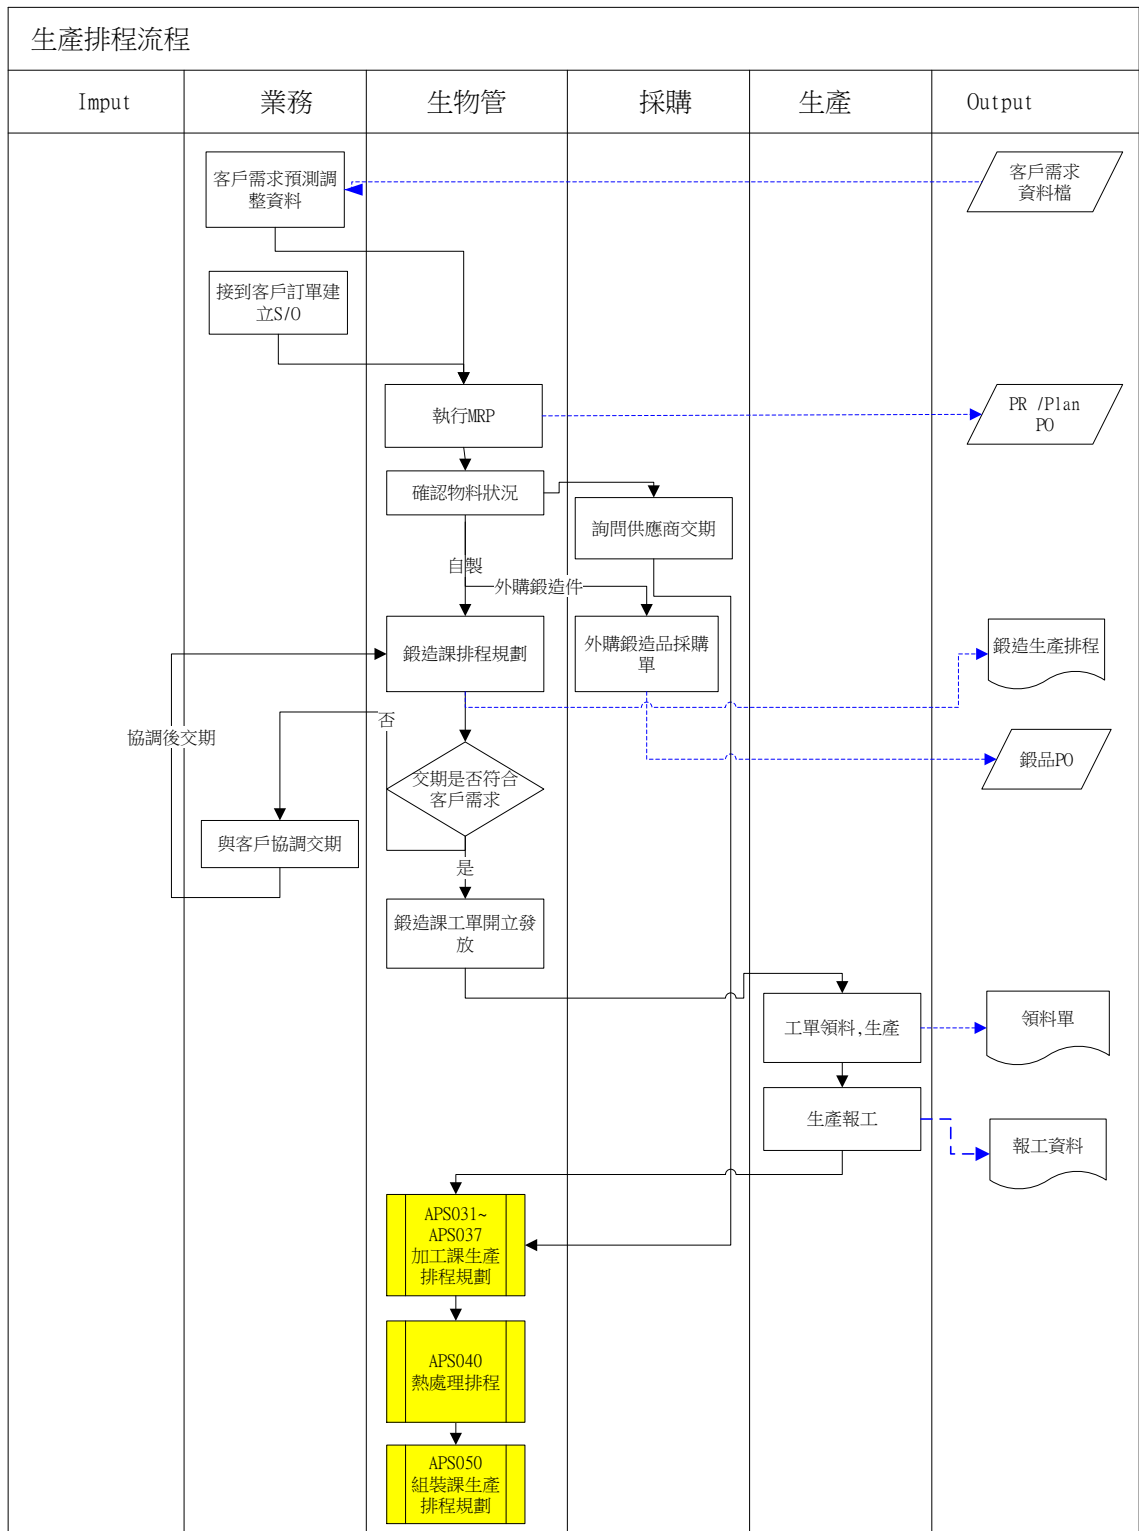 生產排程流程
Imput
業務
生物管
採購
生產
Output
客戶需求預測調
整資料
客戶需求
資料檔
接到客戶訂單建
立S/O
執行MRP
PR /Plan
PO
確認物料狀況
詢問供應商交期
自製
外購鍛造件
鍛造課排程規劃
外購鍛造品採購
單
鍛造生產排程
否
協調後交期
交期是否符合
客戶需求
鍛品PO
與客戶協調交期
是
鍛造課工單開立發
放
工單領料,生產
領料單
生產報工
報工資料
APS031~
APS037
加工課生產
排程規劃
APS040
熱處理排程
APS050
組裝課生產
排程規劃